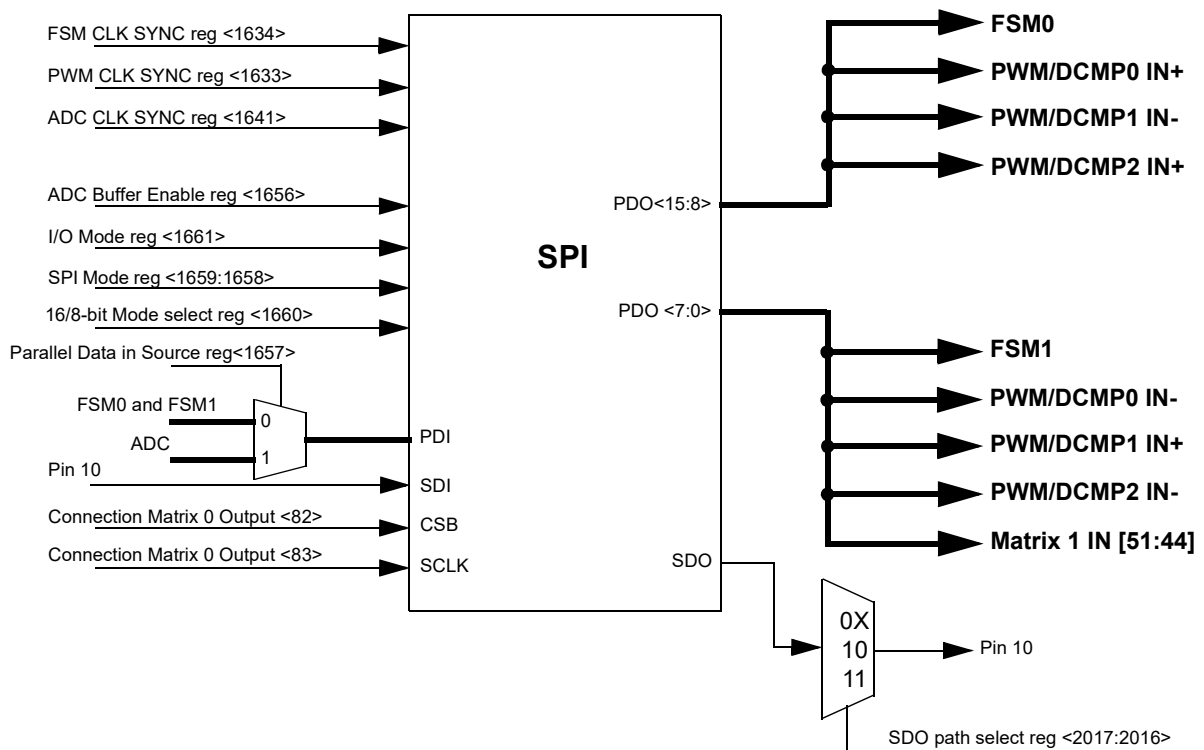 FSM CLK SYNC reg <1634>
PWM CLK SYNC reg <1633>
ADC CLK SYNC reg <1641>
ADC Buffer Enable reg <1656>
I/O Mode reg <1661>
SPI Mode reg <1659:1658>
16/8-bit Mode select reg <1660>
Parallel Data in Source reg<1657>
FSM0 and FSM1
0
ADC
1
Pin 10
Connection Matrix 0 Output <82>
Connection Matrix 0 Output <83>
PDI
SDI
CSB
SCLK
SPI
PDO<15:8>
PDO <7:0>
SDO
FSM0
PWM/DCMP0 IN+
PWM/DCMP1 IN-
PWM/DCMP2 IN+
FSM1
PWM/DCMP0 IN-
PWM/DCMP1 IN+
PWM/DCMP2 IN-
Matrix 1 IN [51:44]
0X
10
11
Pin 10
SDO path select reg <2017:2016>